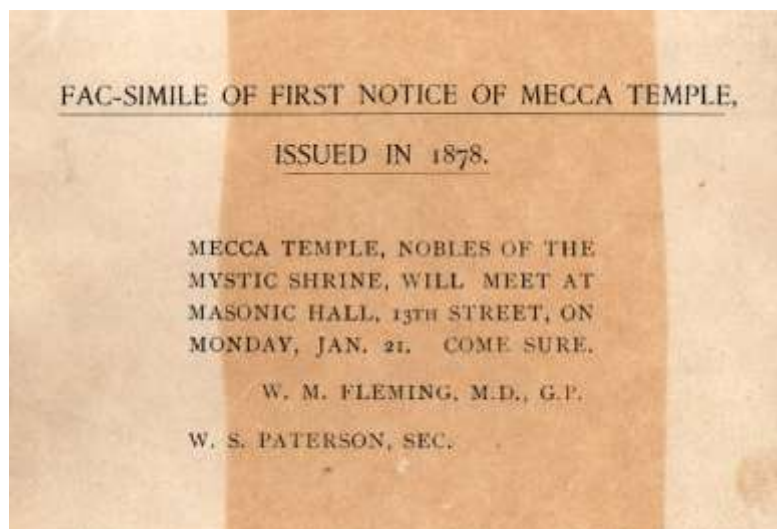 FAC-SIMILE OF FIRST NOTICE OF MECCA TEMPLE,
ISSUED IN 1878.
MECCA TEMPLE, NOBLES OF THE
MYSTIC SHRINE, WILL MEET AT
MASONIC HALL, 13TH STREET, ON
MONDAY, JAN. 21. COME SURE.
W. M. FLEMING, M.D., G.P.
W. S. PATERSON, SEC.